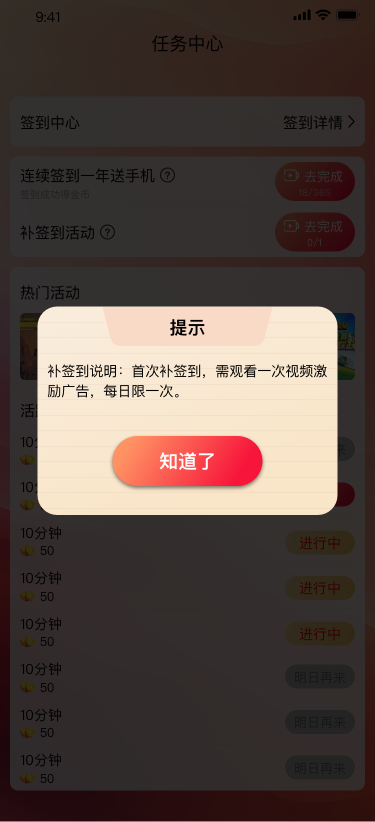 9:41
任务中心
签到中心
签到详情
连续签到一年送手机 ?
签到成功得金币
去完成
18/365
补签到活动 ?
去完成
0/1
热门活动
提示
补签到说明：首次补签到，需观看一次视频激
励广告，每日限一次。
知道了
10分钟
50
进行中
10分钟
50
进行中
10分钟
50
进行中
10分钟
50
明日再来
10分钟
50
明日再来
10分钟
50
明日再来